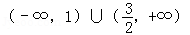 (-∞, 1) ∪ (3/2, +∞)